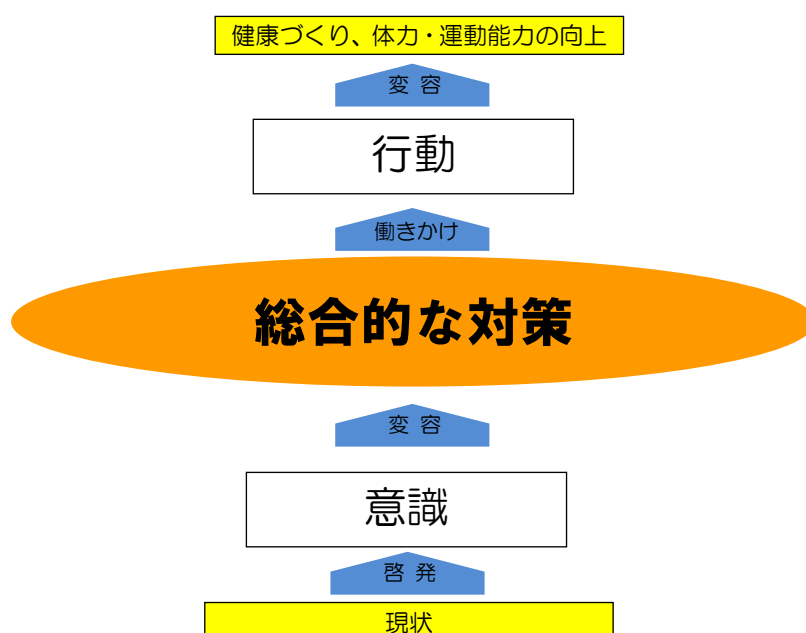 健康づくり、体力・運動能力の向上
変 容
行動
働きかけ
総合的な対策
変 容
意識
啓 発
現状